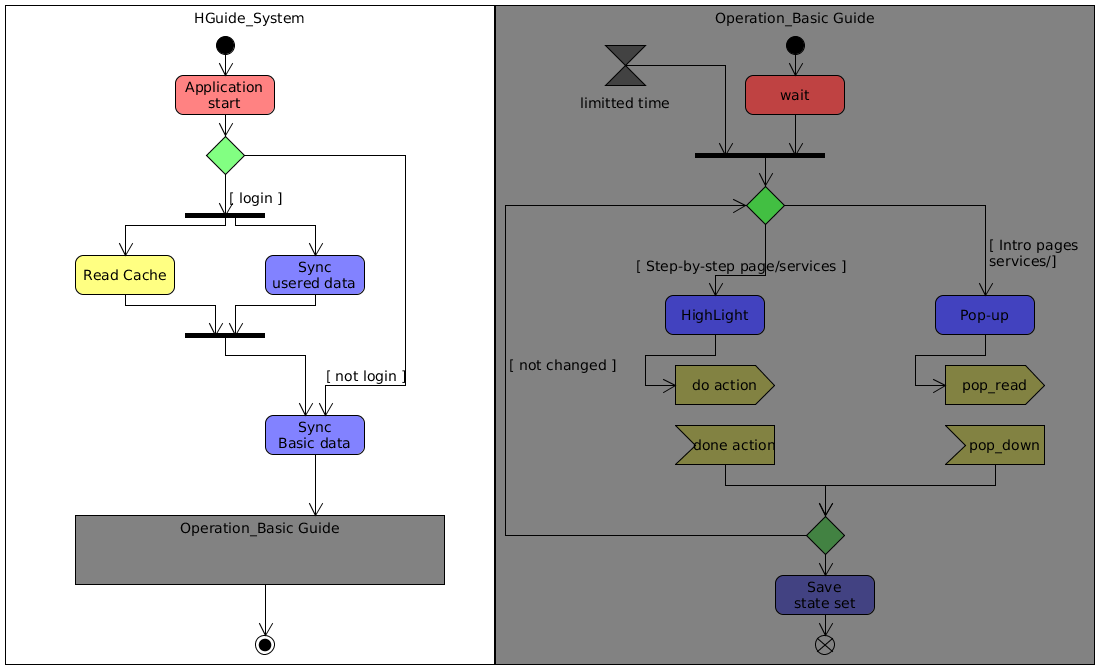 HGuide_System
Application
start
[ login ]
Read Cache
Sync
usered data
[ not login ]
Sync
Basic data
Operation_Basic Guide
Operation_Basic Guide
limitted time
wait
[ Step-by-step page/services ]
[ Intro pages
services/]
HighLight
Pop-up
[ not changed ]
do action
pop_read
done action
pop_down
Save
state set